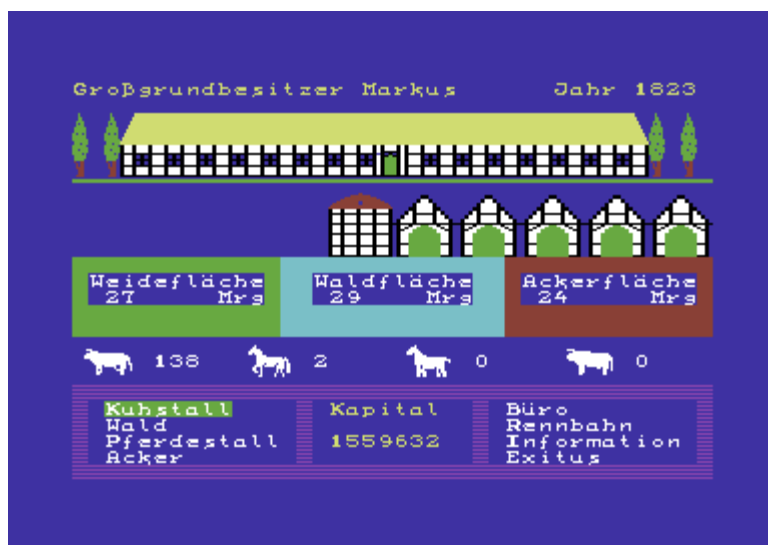 Großgrundbesitzer Markus Jahr 1823
Weidefläche Waldfläche Ackerfläche
27 Mrg 29 Mrg 24 Mrg
138 2 0 0
Kuhstall Kapital Büro
Wald Rennbahn
Pferdestall 1559632 Information
Acker Exitus